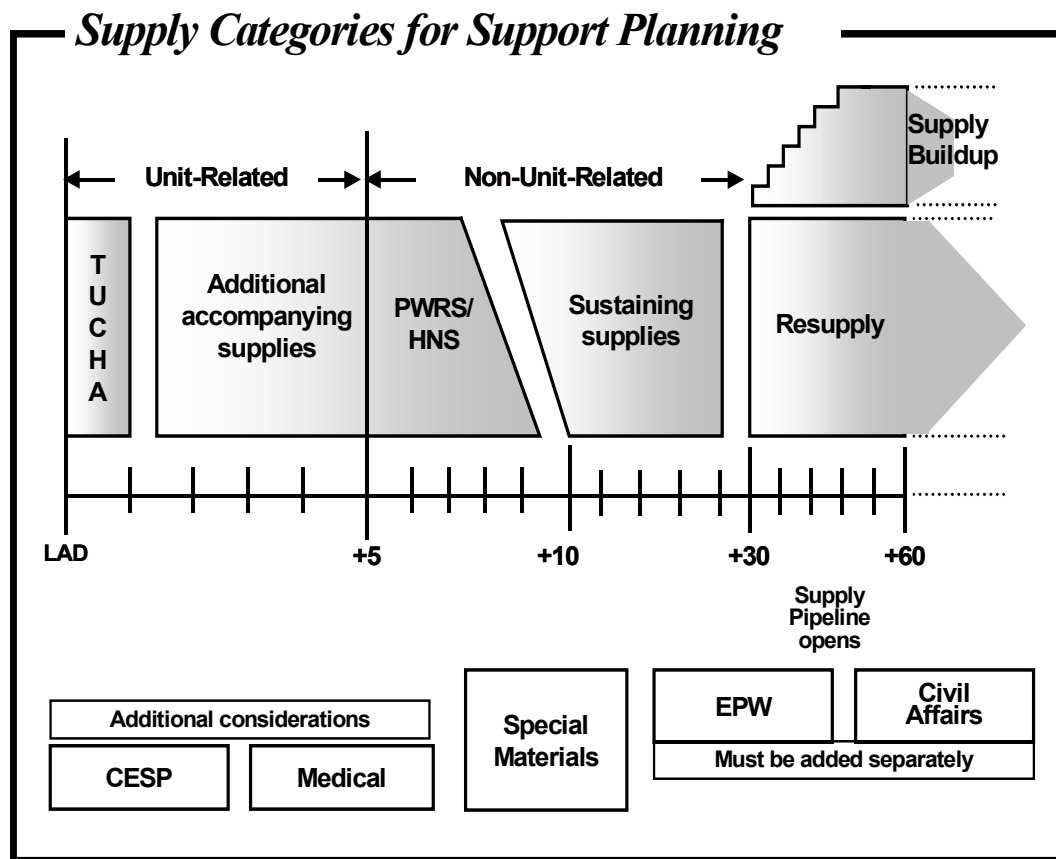 Supply Categories for Support Planning
Supply
Buildup
Unit-Related
Non-Unit-Related
T
U
C
H
A
Additional
accompanying
supplies
PWRS/
HNS
Sustaining
supplies
Resupply
LAD
+5
+10
+30
+60
Supply
Pipeline
opens
Additional considerations
CESP
Medical
Special
Materials
EPW
Civil
Affairs
Must be added separately